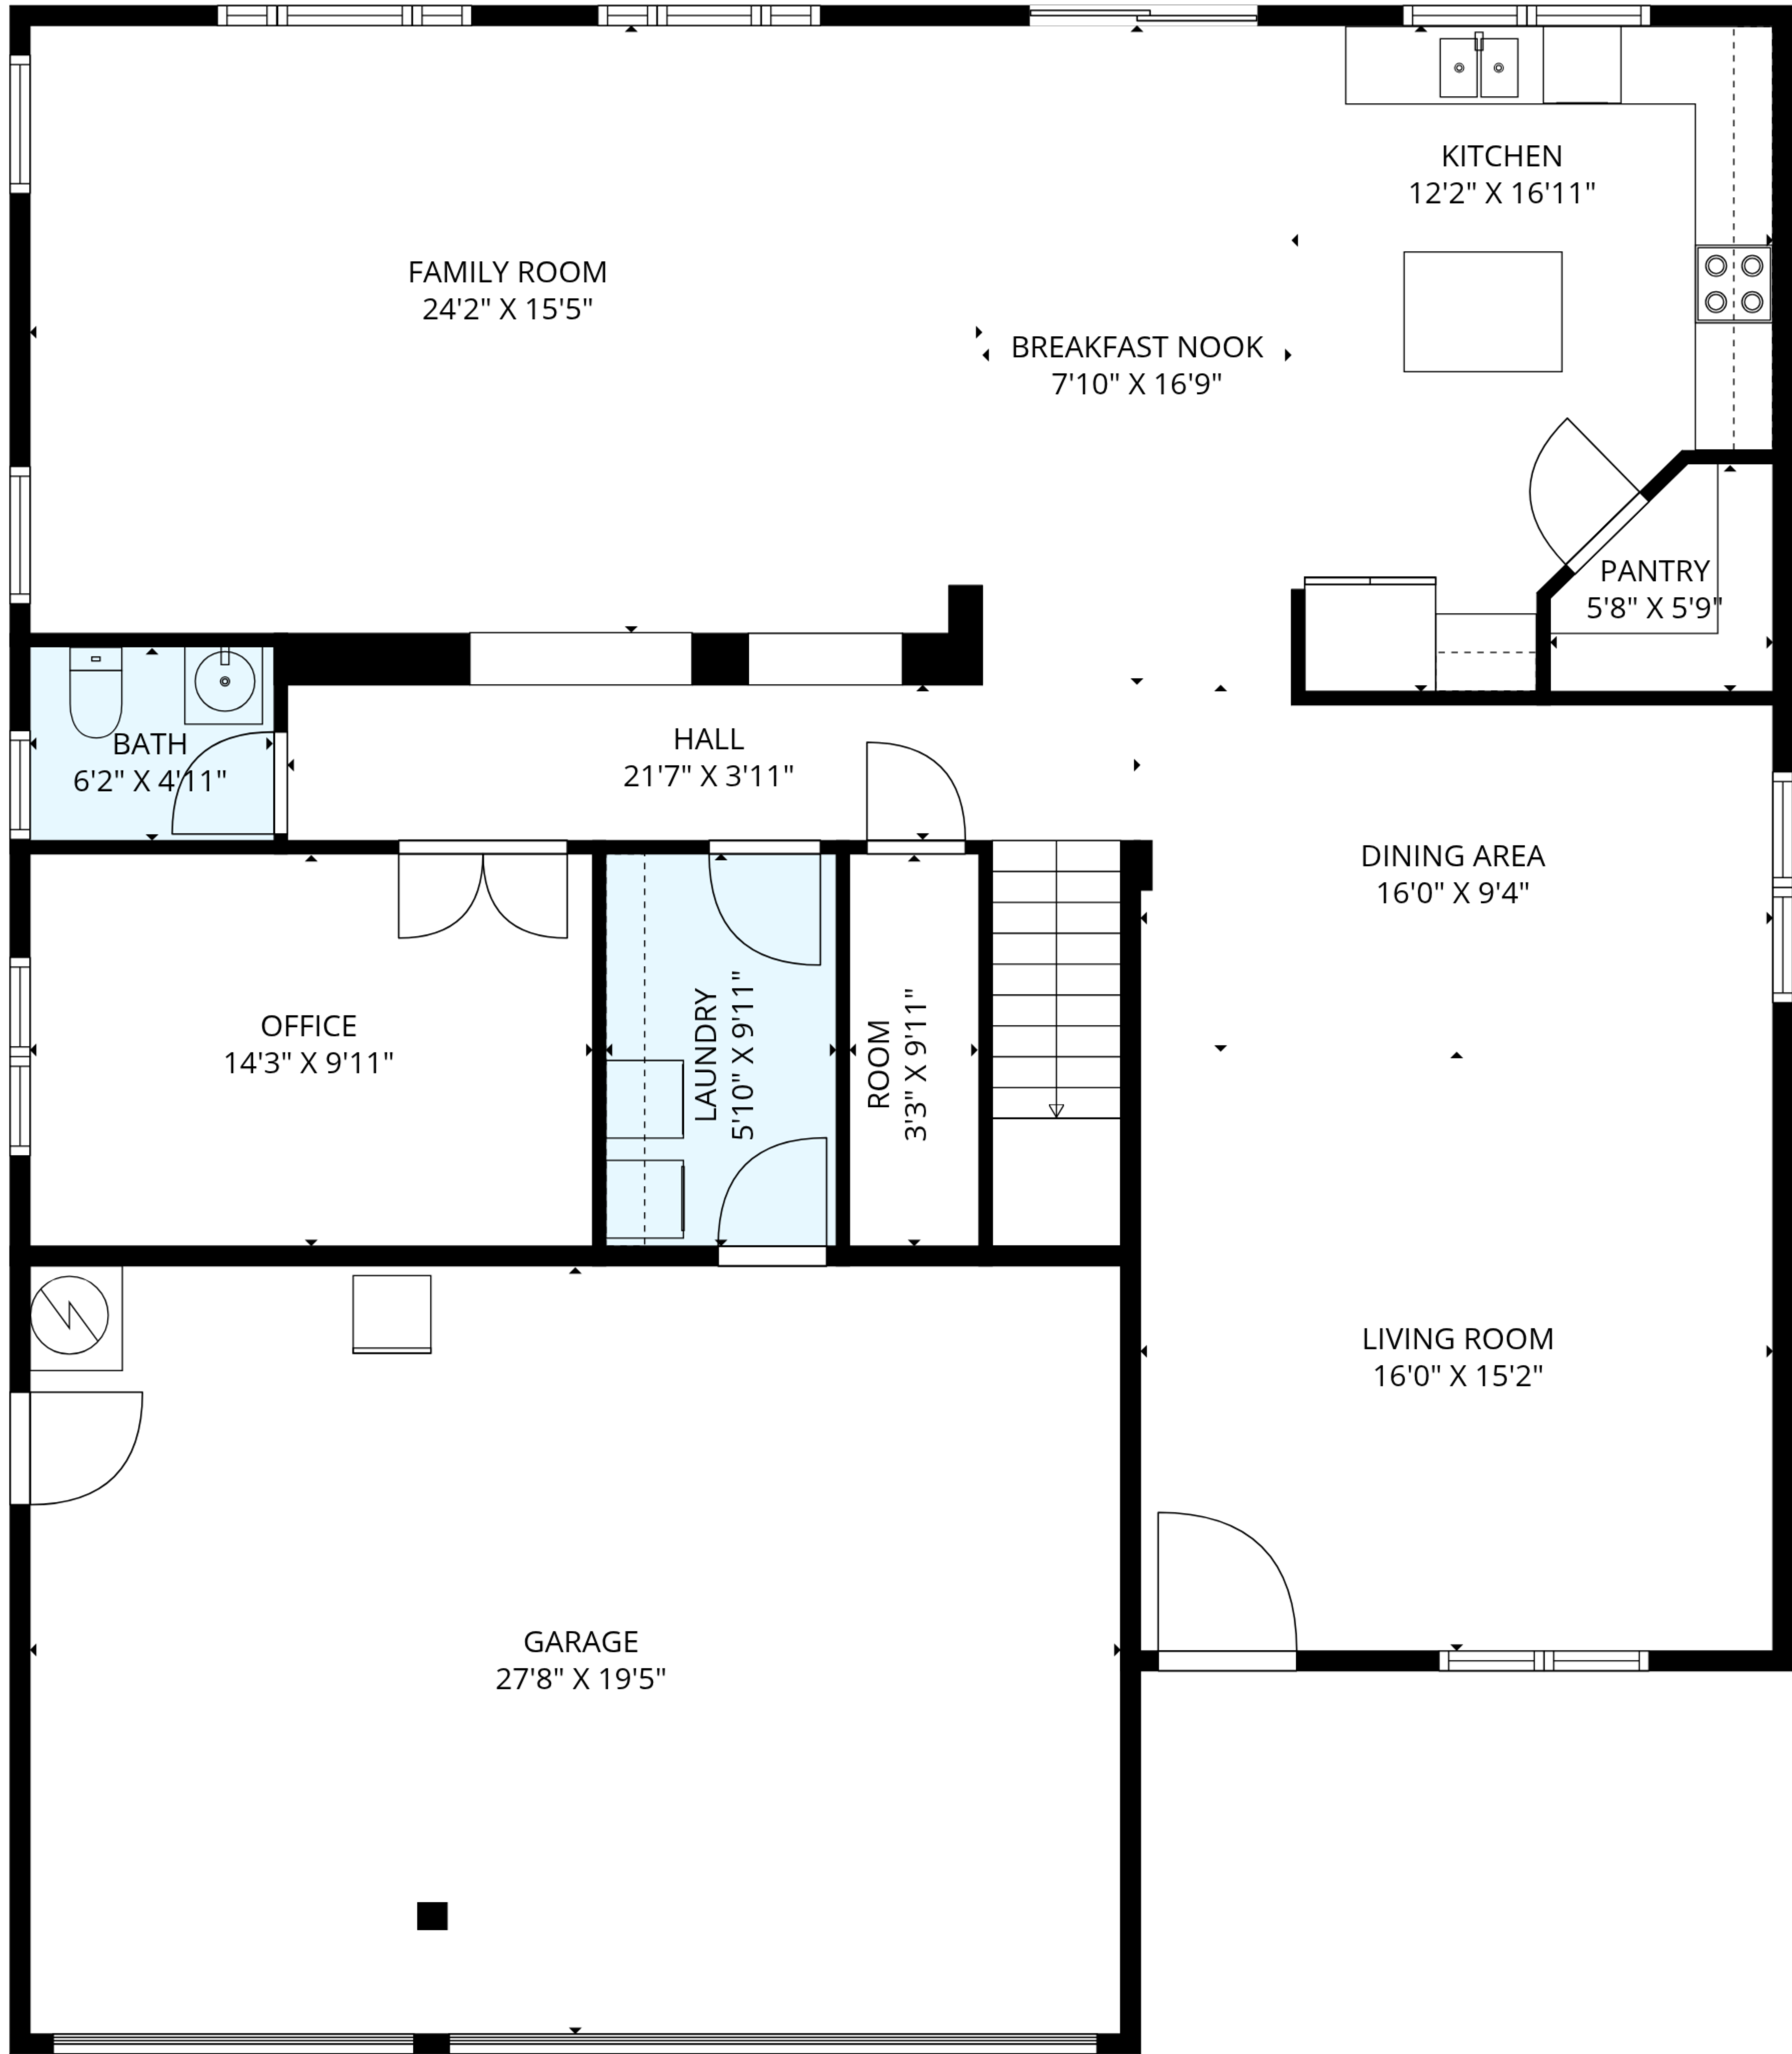 KITCHEN
12'2" X 16'11"
FAMILY ROOM
24'2" X 15'5"
BREAKFAST NOOK
7'10" X 16'9"
PANTRY
5'8" X 5'9"
BATH
6'2" X 4'11"
HALL
21'7" X 3'11"
DINING AREA
16'0" X 9'4"
OFFICE
14'3" X 9'11"
LAUNDRY
5'10" X 9'11"
ROOM
3'3" X 9'11"
LIVING ROOM
16'0" X 15'2"
GARAGE
27'8" X 19'5"